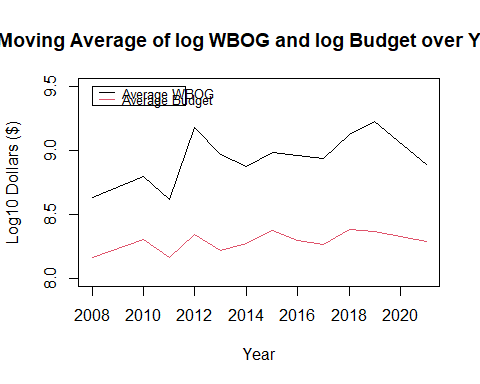 Moving Average of log WBOG and log Budget over Y
Average WBOG
Average Budget
Log10 Dollars ($)
9.5
9.0
8.5
8.0
2008 2010 2012 2014 2016 2018 2020
Year